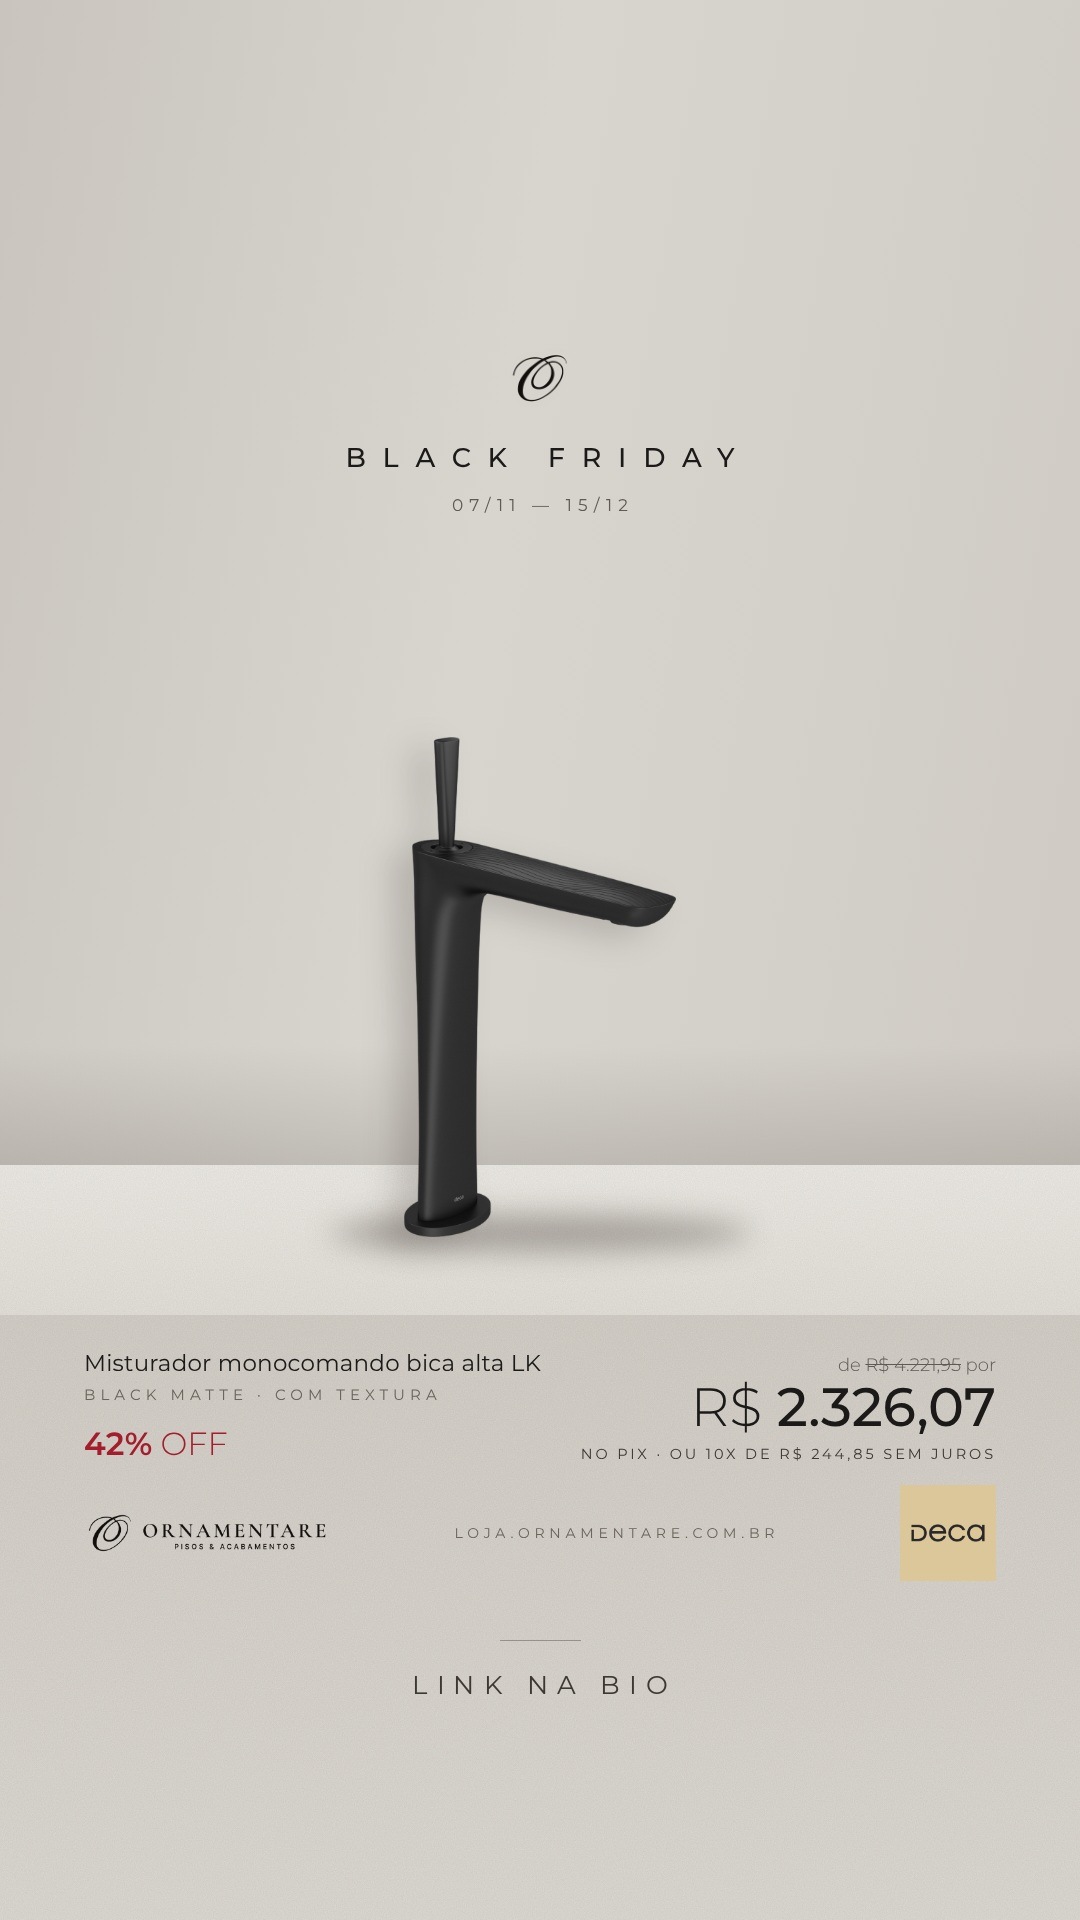 BLACK FRIDAY
07/11 — 15/12
deca
Misturador monocomando bica alta LK
BLACK MATTE · COM TEXTURA
42% OFF
de R$ 4.221,95 por
R$ 2.326,07
NO PIX · OU 10X DE R$ 244,85 SEM JUROS
ORNAMENTARE
PISOS & ACABAMENTOS
LOJA.ORNAMENTARE.COM.BR
Deca
LINK NA BIO